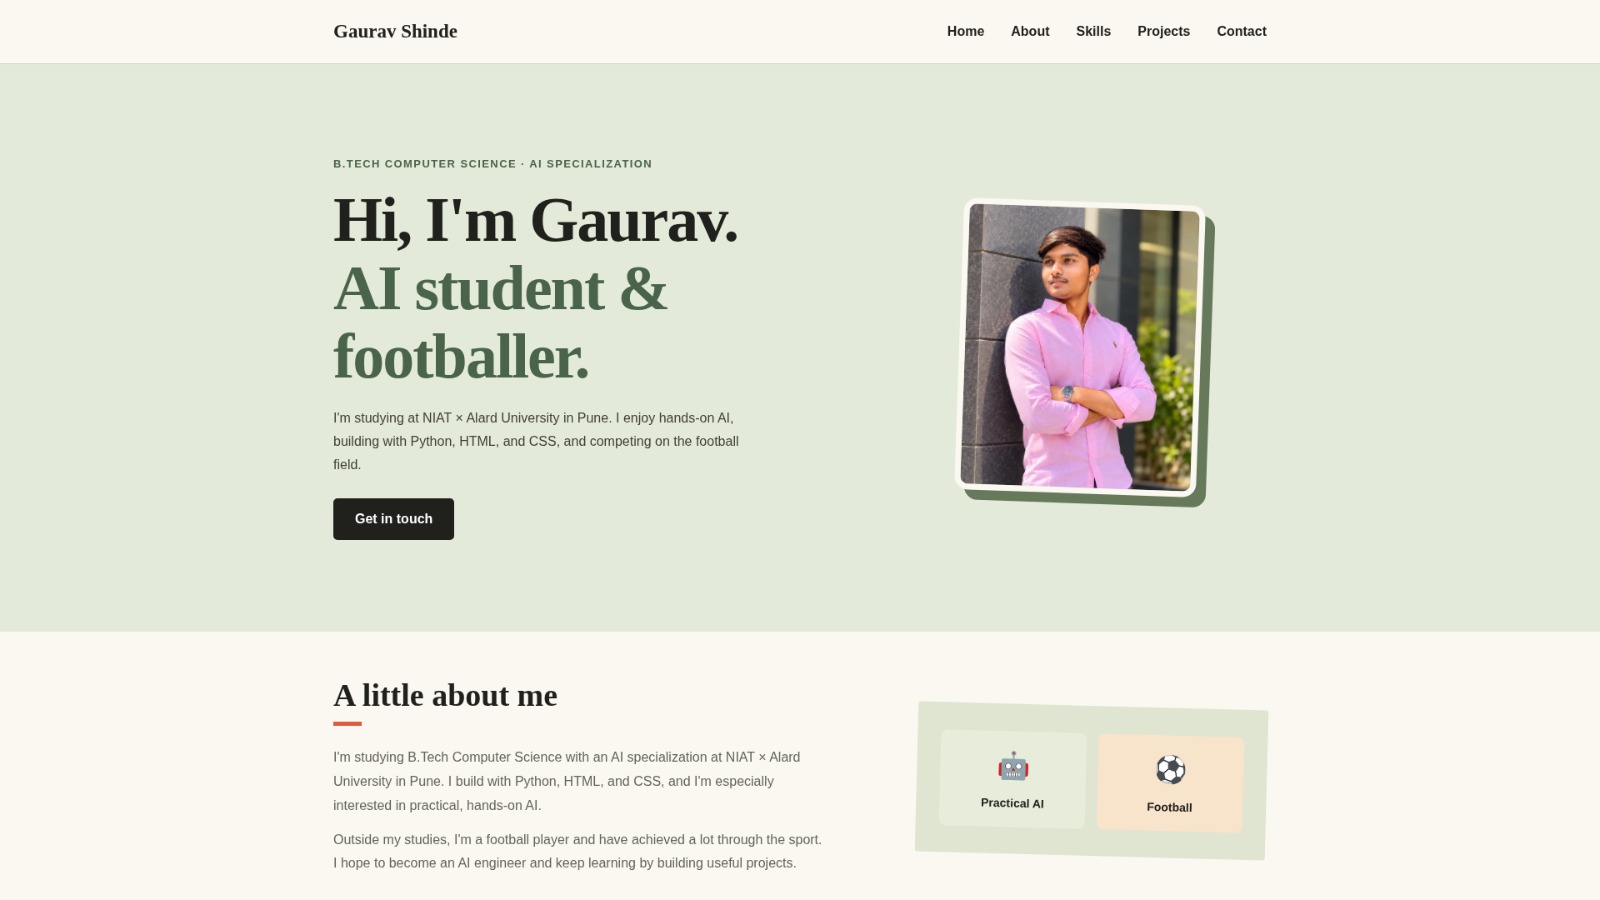 Gaurav Shinde
Home About Skills Projects Contact
B.TECH COMPUTER SCIENCE · AI SPECIALIZATION
Hi, I'm Gaurav.
AI student &
footballer.
I'm studying at NIAT × Alard University in Pune. I enjoy hands-on AI,
building with Python, HTML, and CSS, and competing on the football
field.
Get in touch
A little about me
I'm studying B.Tech Computer Science with an AI specialization at NIAT × Alard
University in Pune. I build with Python, HTML, and CSS, and I'm especially
interested in practical, hands-on AI.
Outside my studies, I'm a football player and have achieved a lot through the sport.
I hope to become an AI engineer and keep learning by building useful projects.
Practical AI
Football